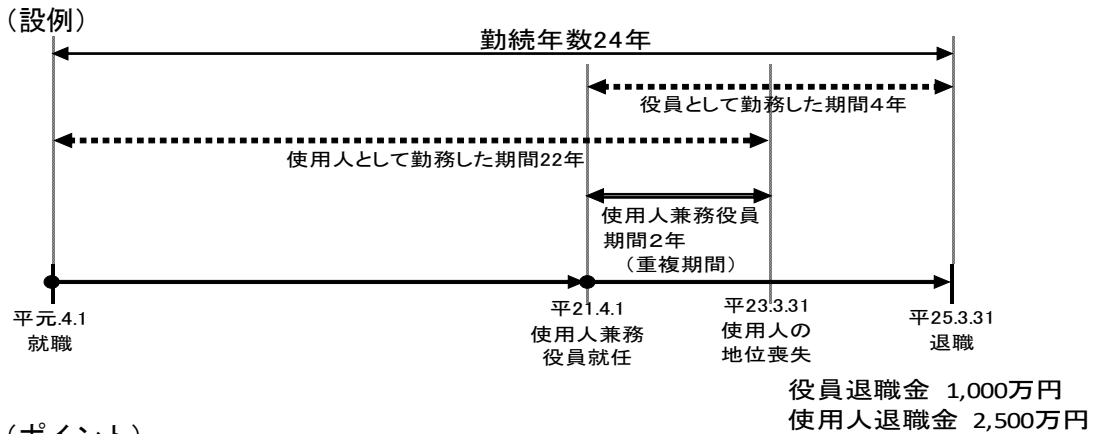 （設例）
勤続年数24年
役員として勤務した期間4年
使用人として勤務した期間22年
使用人兼務役員
期間２年
（重複期間）
平元.4.1
就職
平21.4.1
使用人兼務
役員就任
平23.3.31
使用人の
地位喪失
平25.3.31
退職
役員退職金 1,000万円
使用人退職金 2,500万円
（ポイント）